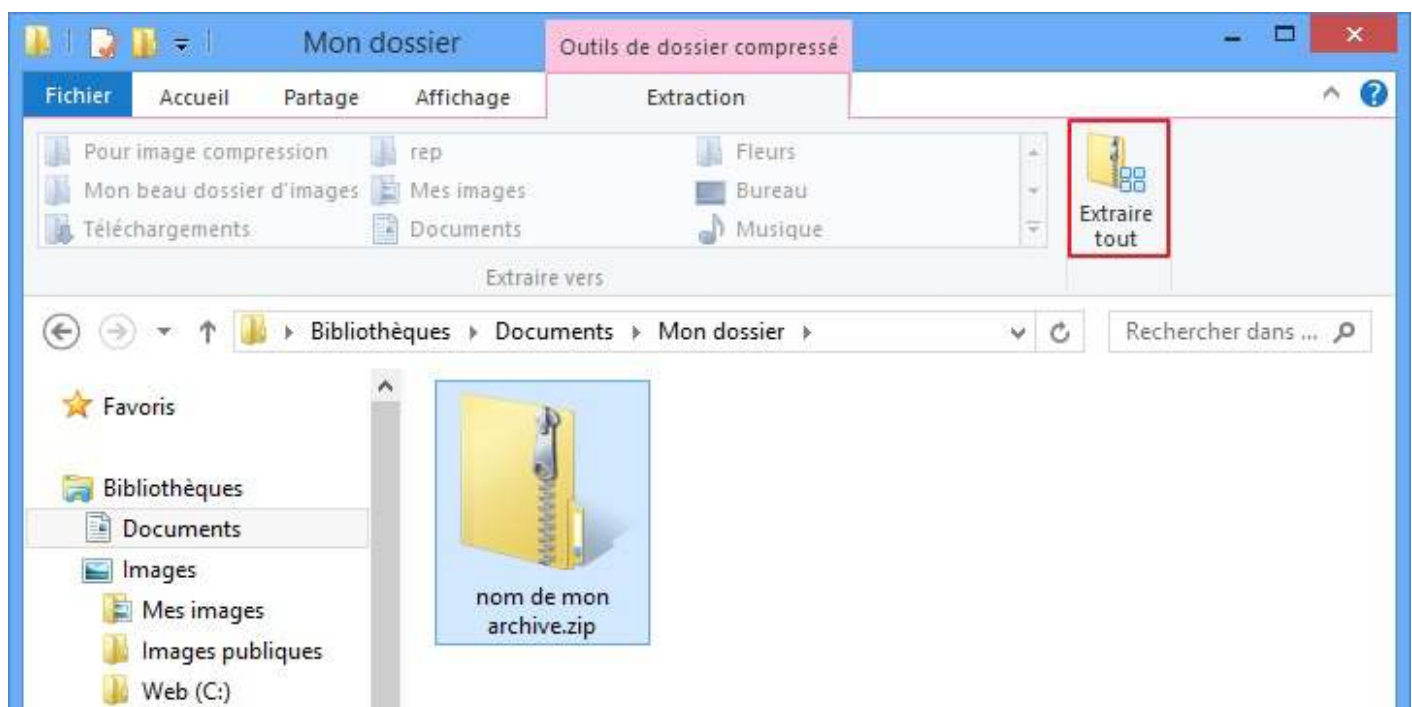 Mon dossier
Outils de dossier compressé
Fichier
Accueil
Partage
Affichage
Extraction
Pour image compression
rep
Fleurs
Mon beau dossier d'images
Mes images
Bureau
Téléchargements
Documents
Musique
Extraire
tout
Extraire vers
Bibliothèques
Documents
Mon dossier
Rechercher dans ...
Favoris
Bibliothèques
Documents
Images
Mes images
Images publiques
Web (C:)
nom de mon
archive.zip